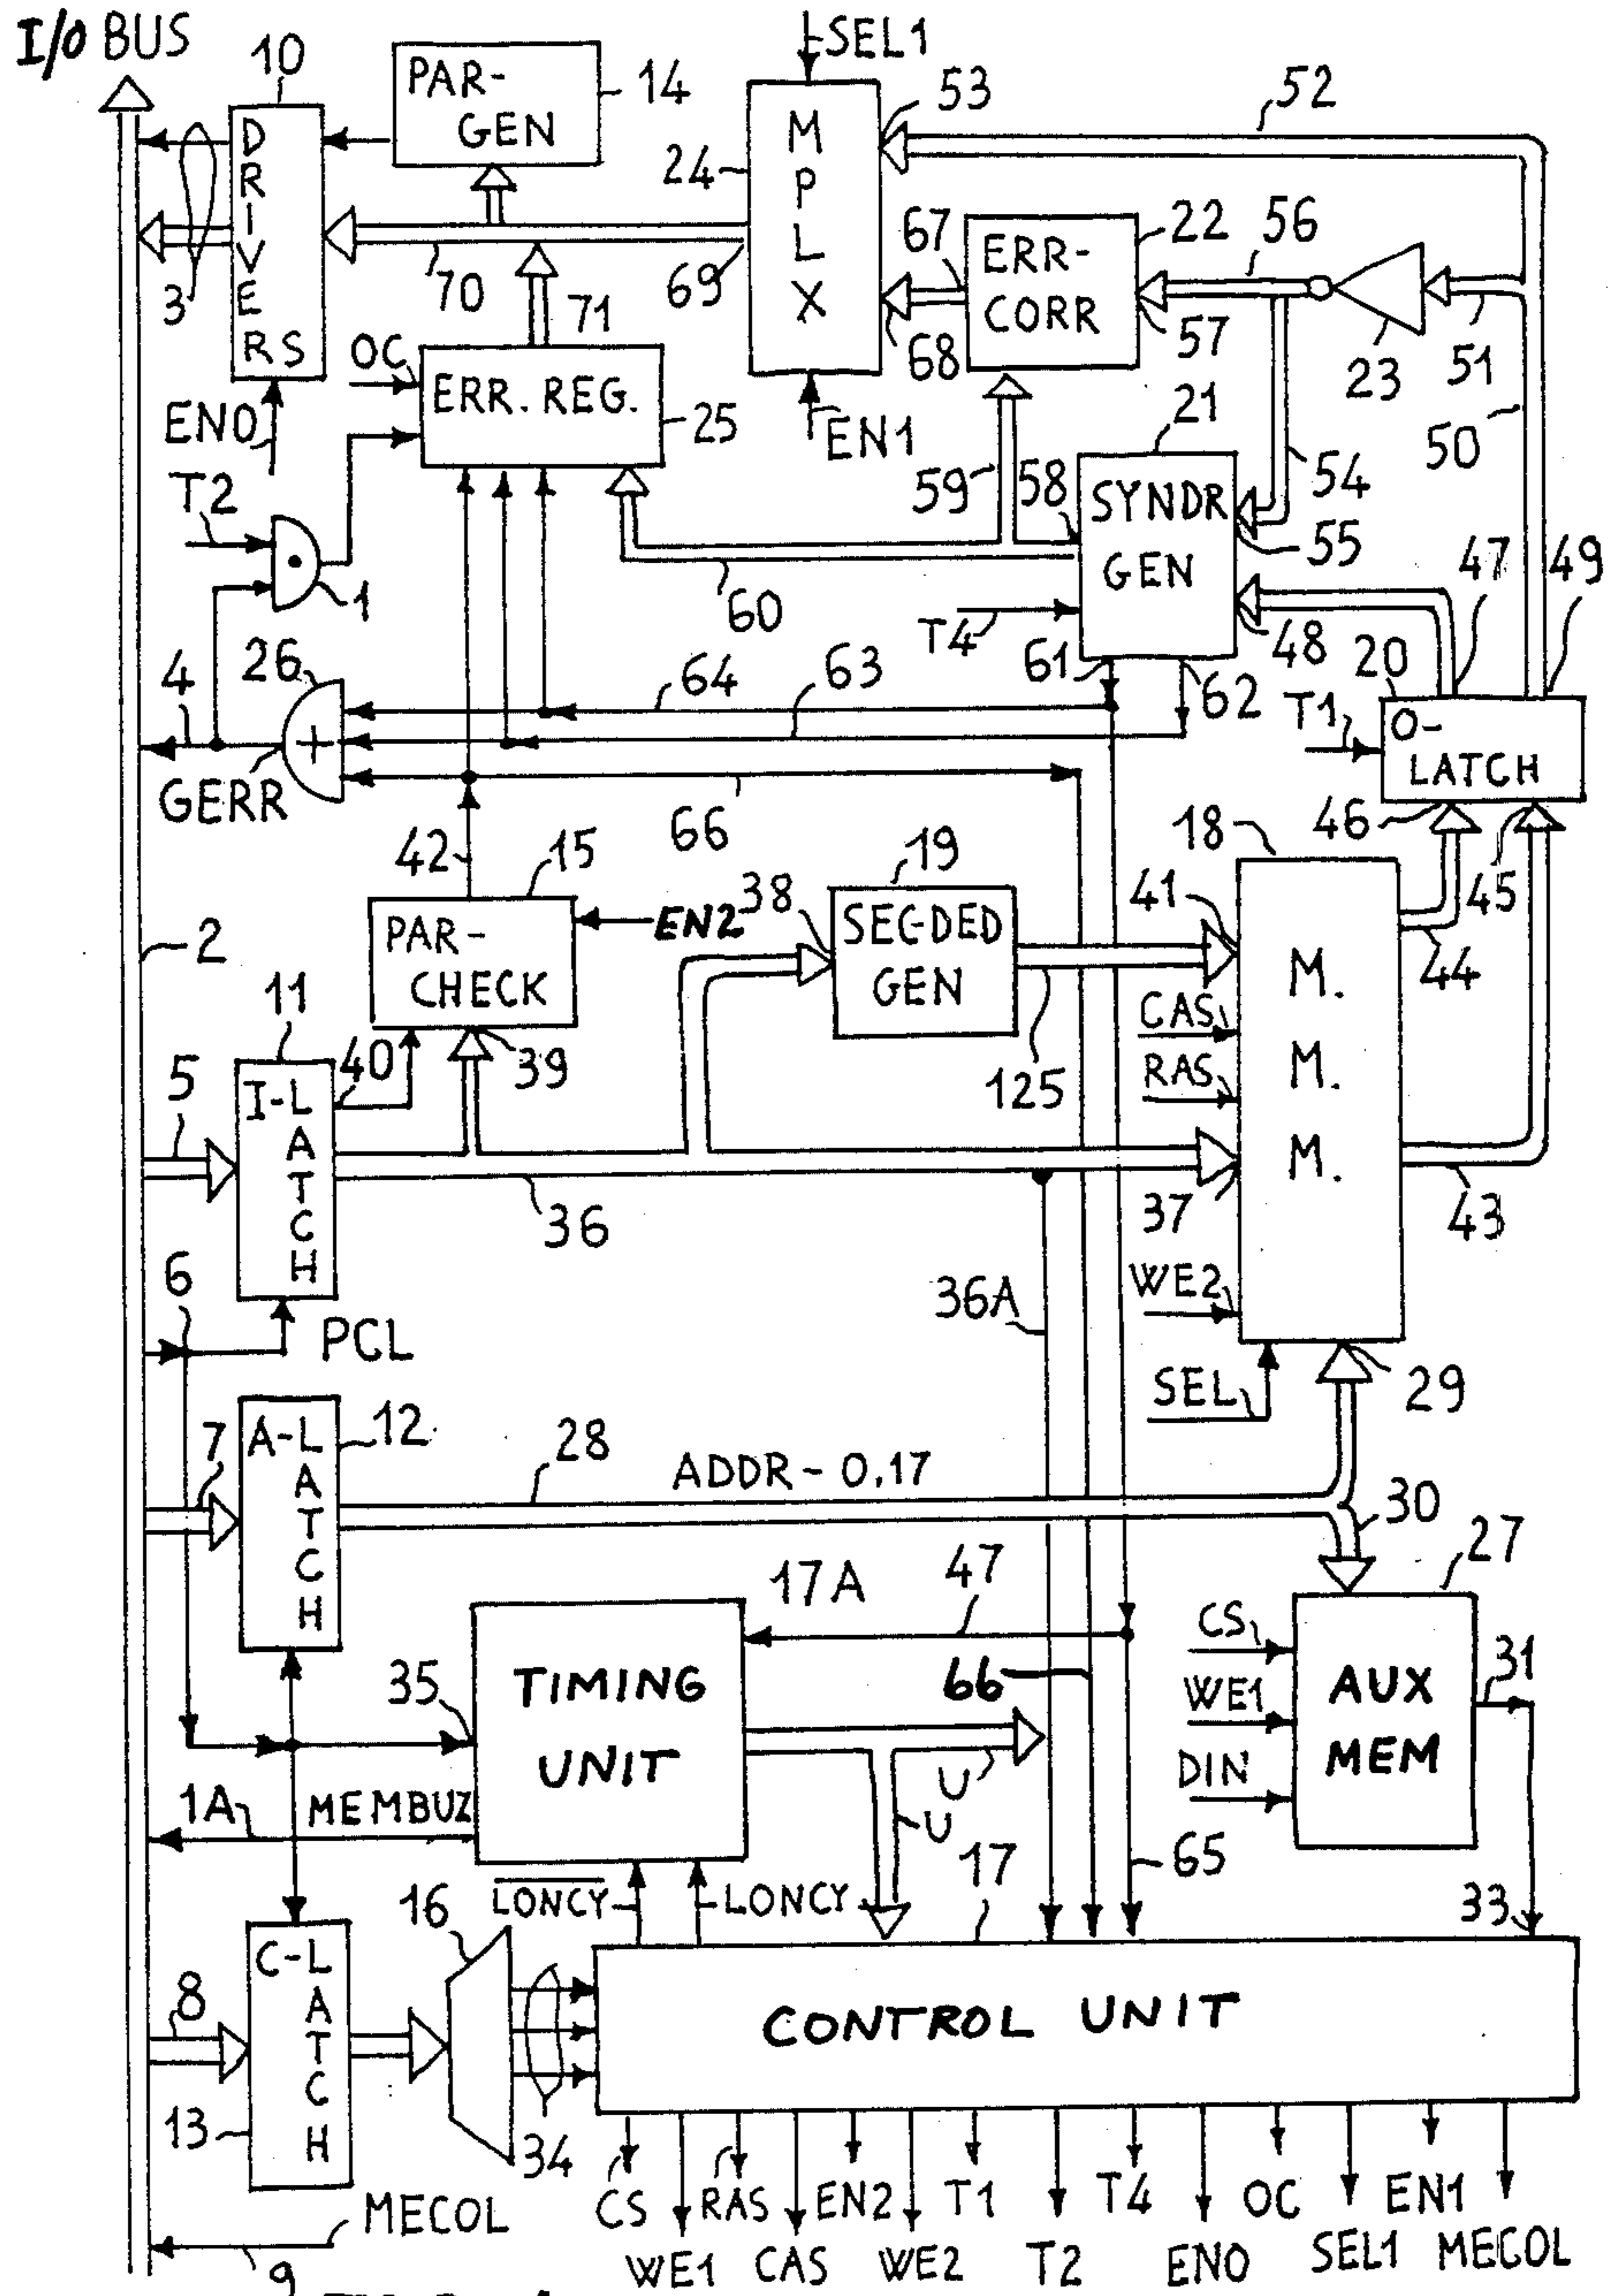 I/O BUS
10
PAR-
GEN
14
SEL1
53
52
DRIVERS
24
MPLX
3
70
71
69
67
68
ERR-
CORR
22
56
57
23
51
50
OC
ERR. REG.
25
EN1
EN0
T2
1
59
58
21
SYNDR
GEN
54
55
47
49
60
T4
48
20
61
62
T1
O-
LATCH
4
26
64
63
GERR
66
46
45
42
15
19
18
38
41
PAR-
CHECK
EN2
SEC-DED
GEN
M.
M.
M.
44
2
11
40
39
125
CAS
RAS
5
I-LATCH
36
37
43
6
PCL
36A
WE2
SEL
29
7
A-LATCH
12
28
ADDR - 0,17
30
27
17A
47
35
TIMING
UNIT
66
CS
WE1
DIN
AUX
MEM
31
1A
MEMBUZ
U
U
65
16
LONCY
LONCY
17
33
8
C-LATCH
13
34
CONTROL UNIT
CS
RAS
EN2
T1
T4
OC
EN1
WE1
CAS
WE2
T2
EN0
SEL1
MECOL
MECOL
9